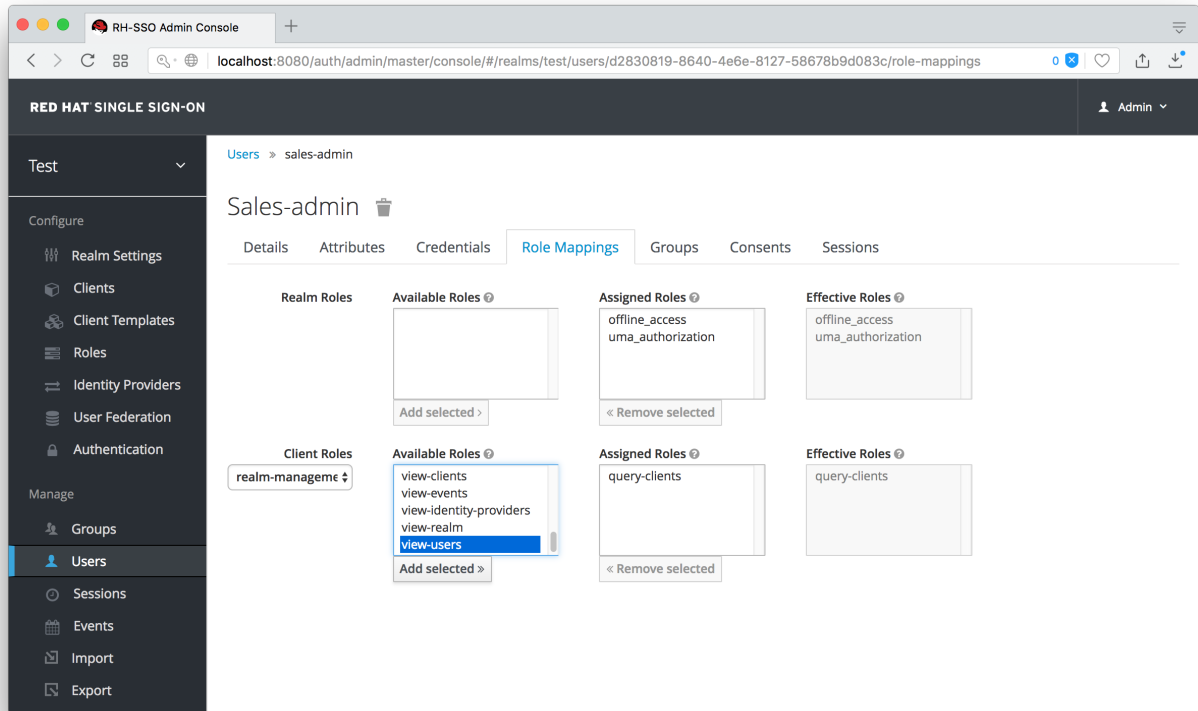 RH-SSO Admin Console
localhost:8080/auth/admin/master/console/#/realms/test/users/d2830819-8640-4e6e-8127-58678b9d083c/role-mappings 0
RED HAT SINGLE SIGN-ON
Admin
Test
Configure
Realm Settings
Clients
Client Templates
Roles
Identity Providers
User Federation
Authentication
Manage
Groups
Users
Sessions
Events
Import
Export
Users » sales-admin
Sales-admin
Details Attributes Credentials Role Mappings Groups Consents Sessions
Realm Roles
Available Roles
Add selected ›
Assigned Roles
offline_access
uma_authorization
« Remove selected
Effective Roles
offline_access
uma_authorization
Client Roles
realm-manageme
Available Roles
view-clients
view-events
view-identity-providers
view-realm
view-users
Add selected »
Assigned Roles
query-clients
« Remove selected
Effective Roles
query-clients